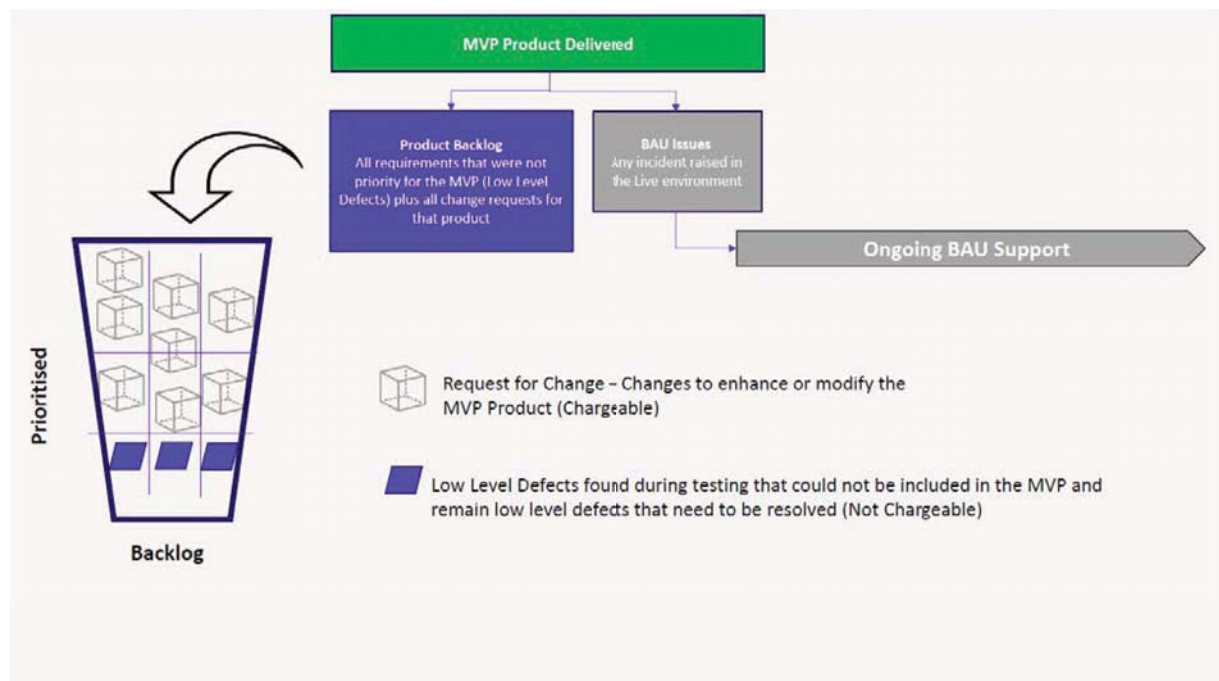 MVP Product Delivered
Product Backlog
All requirements that were not
priority for the MVP (Low Level
Defects) plus all change requests for
that product
BAU Issues
Any incident raised in
the Live environment
Ongoing BAU Support
Prioritised
Request for Change – Changes to enhance or modify the
MVP Product (Chargeable)
Low Level Defects found during testing that could not be included in the MVP and
remain low level defects that need to be resolved (Not Chargeable)
Backlog